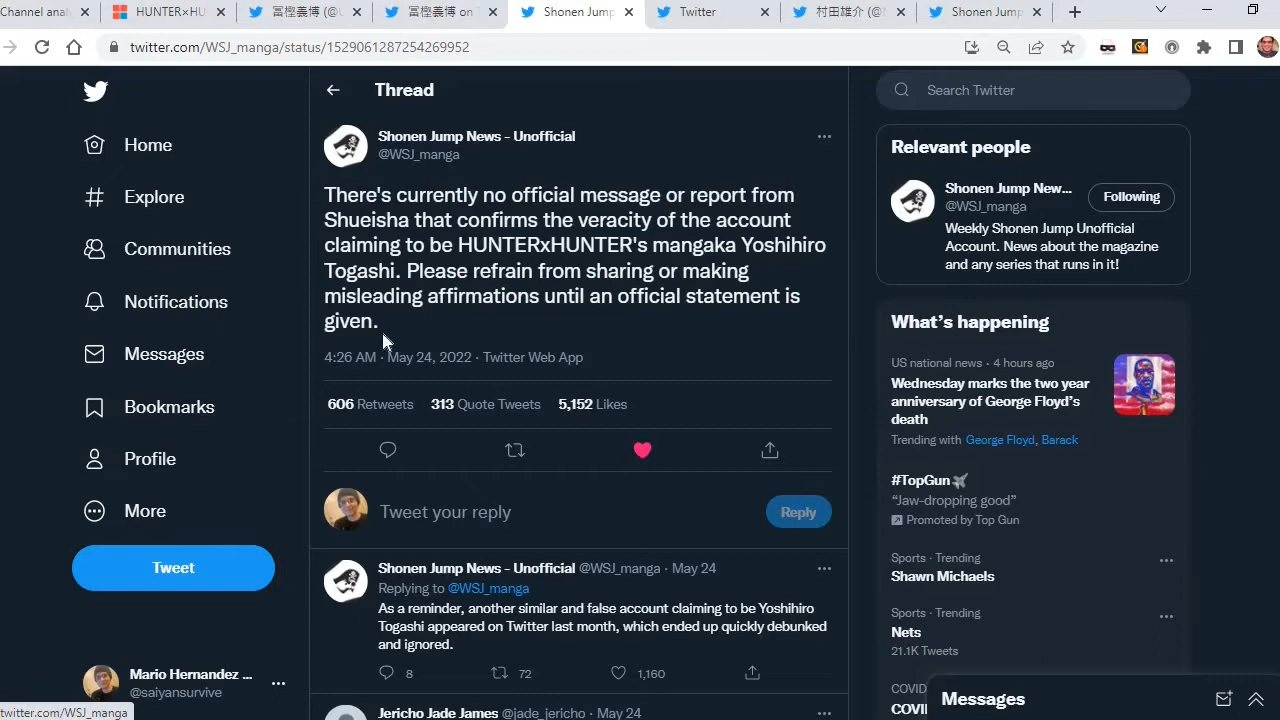 Channel analy
HUNTER×HU
富樫義博 (@U
富樫義博 on T
Shonen Jump
Twitter
村田雄介 (@N
Shonen Jump
twitter.com/WSJ_manga/status/1529061287254269952
Home
Explore
Communities
Notifications
Messages
Bookmarks
Profile
More
Tweet
Mario Hernandez ...
@saiyansurvive
twitter.com/WSJ_manga
Thread
Shonen Jump News - Unofficial
@WSJ_manga
There's currently no official message or report from
Shueisha that confirms the veracity of the account
claiming to be HUNTERxHUNTER's mangaka Yoshihiro
Togashi. Please refrain from sharing or making
misleading affirmations until an official statement is
given.
4:26 AM · May 24, 2022 · Twitter Web App
606 Retweets 313 Quote Tweets 5,152 Likes
Tweet your reply
Reply
Shonen Jump News - Unofficial @WSJ_manga · May 24
Replying to @WSJ_manga
As a reminder, another similar and false account claiming to be Yoshihiro
Togashi appeared on Twitter last month, which ended up quickly debunked
and ignored.
8 72 1,160
Jericho Jade James @jade_jericho · May 24
Search Twitter
Relevant people
Shonen Jump New...
@WSJ_manga
Following
Weekly Shonen Jump Unofficial
Account. News about the magazine
and any series that runs in it!
What's happening
US national news · 4 hours ago
Wednesday marks the two year
anniversary of George Floyd's
death
Trending with George Floyd, Barack
#TopGun
“Jaw-dropping good”
Promoted by Top Gun
Sports · Trending
Shawn Michaels
Sports · Trending
Nets
21.1K Tweets
COVID
COVI
Messages